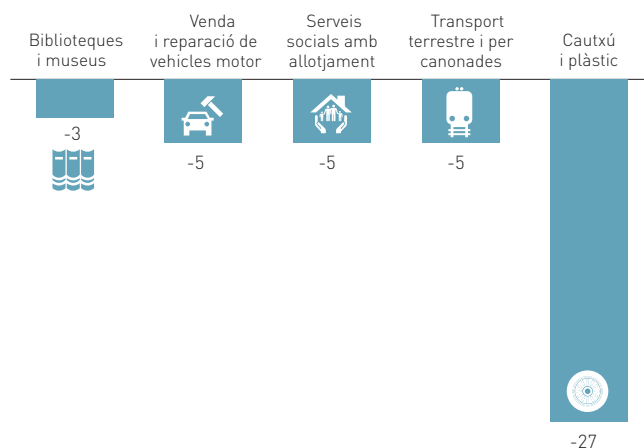 Biblioteques
i museus
Venda
i reparació de
vehicles motor
Serveis
socials amb
allotjament
Transport
terrestre i per
canonades
Cautxú
i plàstic
-3
-5
-5
-5
-27